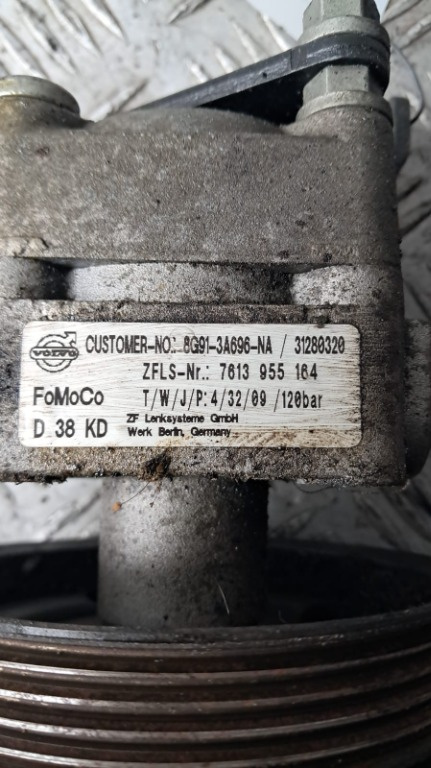 VOLVO
CUSTOMER-NO.: 6G91-3A696-NA / 31280320
ZFLS-Nr.: 7613 955 164
FoMoCo
T/W/J/P: 4/32/09 /120bar
D 38 KD
ZF Lenksysteme GmbH
Werk Berlin, Germany